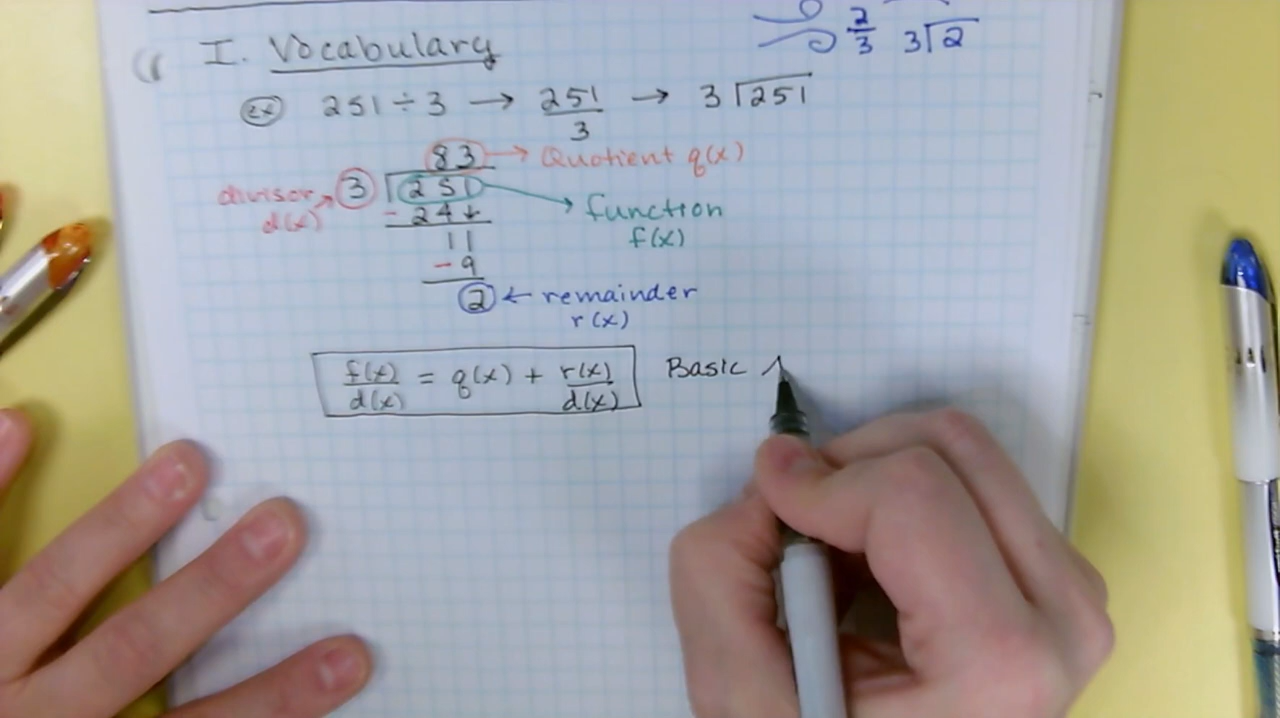 2/3 3⟌2
I. Vocabulary
ex 251 ÷ 3 → 251/3 → 3⟌251
83 → Quotient q(x)
divisor d(x) → 3⟌251 → function f(x)
- 24↓
11
- 9
2 ← remainder
r(x)
f(x)/d(x) = q(x) + r(x)/d(x) Basic